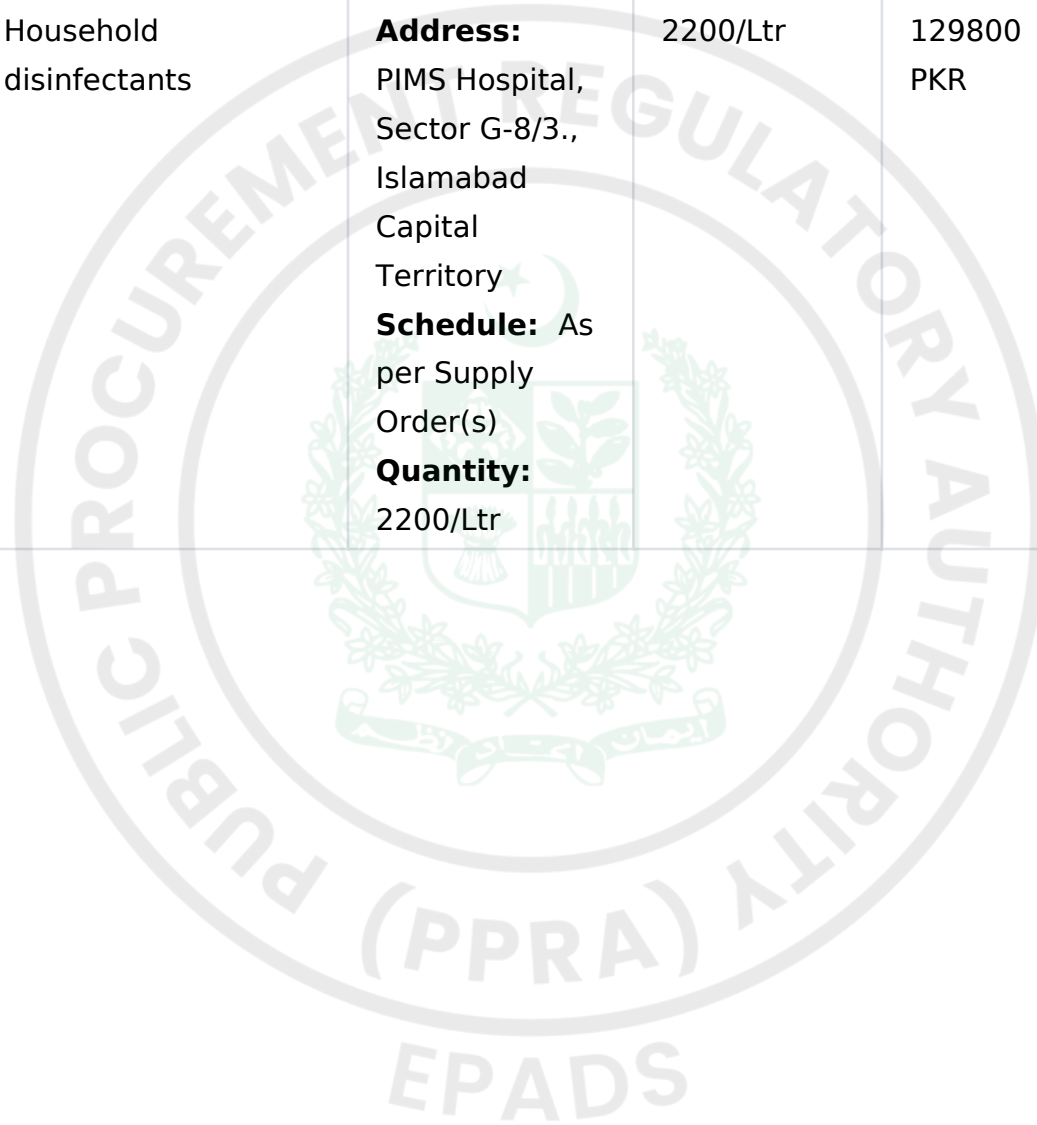 Household
disinfectants
Address:
PIMS Hospital,
Sector G-8/3.,
Islamabad
Capital
Territory
Schedule: As
per Supply
Order(s)
Quantity:
2200/Ltr
2200/Ltr
129800
PKR
PUBLIC PROCUREMENT REGULATORY AUTHORITY
(PPRA)
EPADS